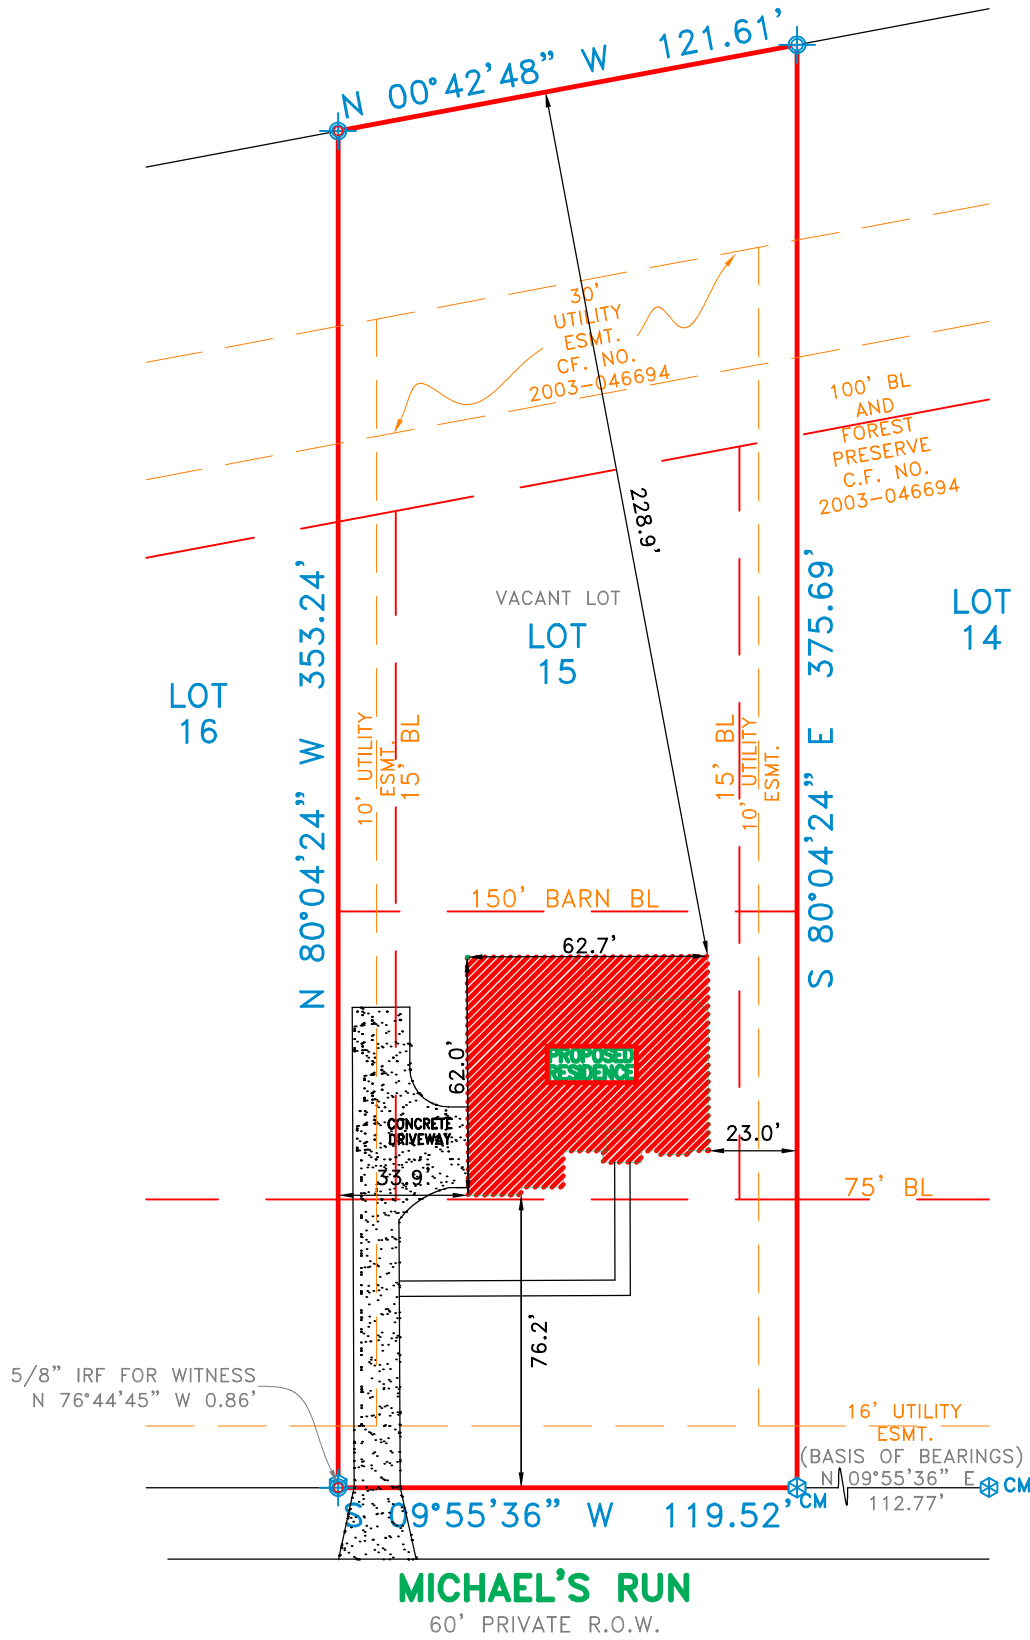 N 00°42'48" W 121.61'
30'
UTILITY
ESMT.
CF. NO.
2003-046694
100' BL
AND
FOREST
PRESERVE
C.F. NO.
2003-046694
228.9'
VACANT LOT
LOT
15
LOT
14
LOT
16
N 80°04'24" W 353.24'
S 80°04'24" E 375.69'
10' UTILITY
ESMT.
15' BL
15' BL
10' UTILITY
ESMT.
150' BARN BL
62.7'
62.0'
PROPOSED
RESIDENCE
CONCRETE
DRIVEWAY
23.0'
33.9'
75' BL
76.2'
5/8" IRF FOR WITNESS
N 76°44'45" W 0.86'
16' UTILITY
ESMT.
(BASIS OF BEARINGS)
N 09°55'36" E
112.77'
CM
CM
S 09°55'36" W 119.52'
MICHAEL'S RUN
60' PRIVATE R.O.W.